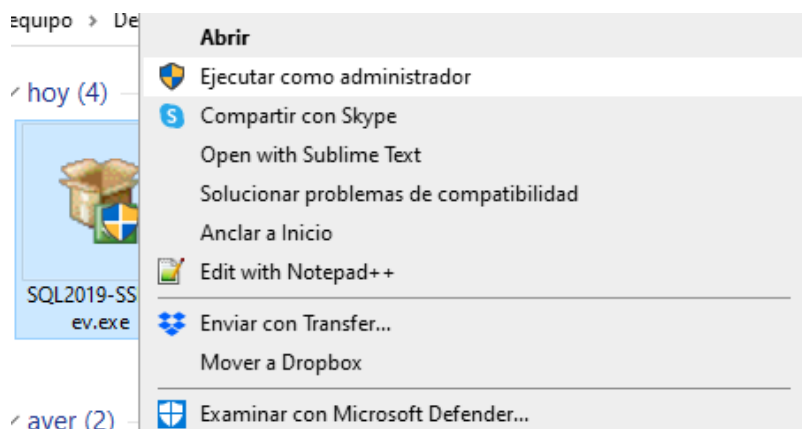 equipo > De
Abrir
Ejecutar como administrador
hoy (4)
Compartir con Skype
Open with Sublime Text
Solucionar problemas de compatibilidad
Anclar a Inicio
Edit with Notepad++
SQL2019-SS
ev.exe
Enviar con Transfer...
Mover a Dropbox
Examinar con Microsoft Defender...
ayer (2)